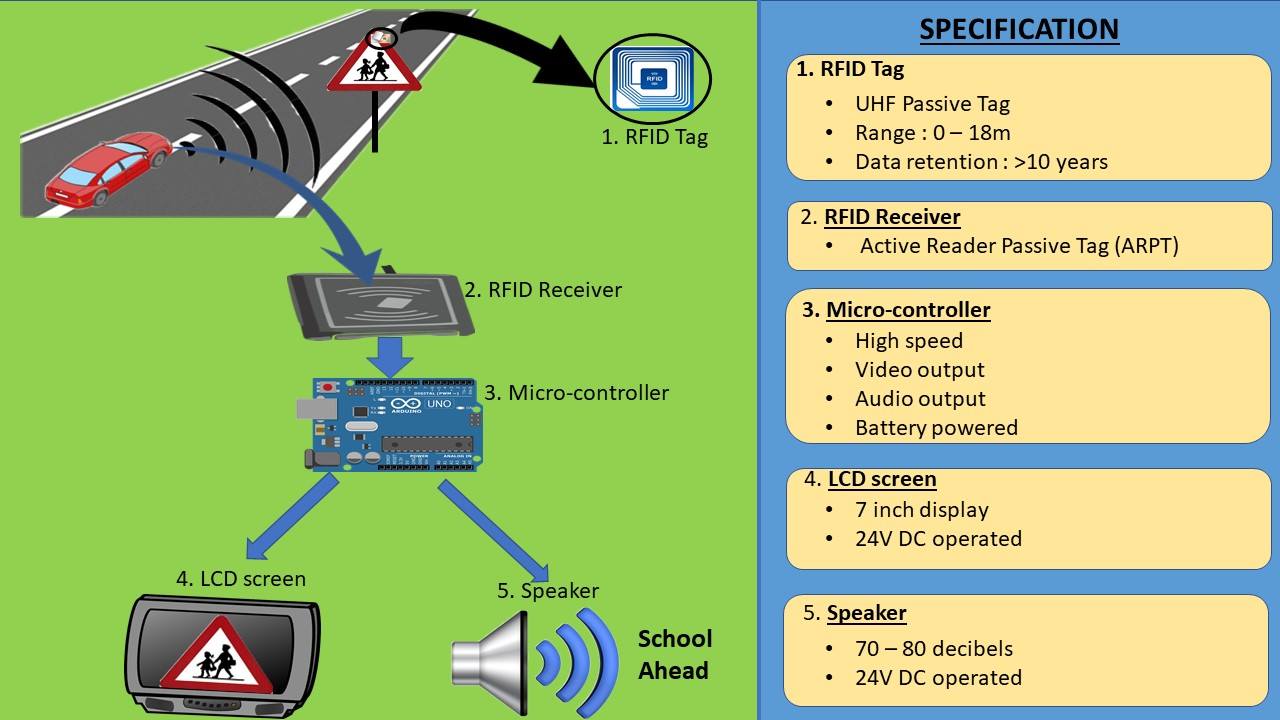 RFID
1. RFID Tag
2. RFID Receiver
3. Micro-controller
DIGITAL (PWM ~)
UNO
ARDUINO
POWER
ANALOG IN
4. LCD screen
5. Speaker
School
Ahead
SPECIFICATION
1. RFID Tag
• UHF Passive Tag
• Range : 0 – 18m
• Data retention : >10 years
2. RFID Receiver
• Active Reader Passive Tag (ARPT)
3. Micro-controller
• High speed
• Video output
• Audio output
• Battery powered
4. LCD screen
• 7 inch display
• 24V DC operated
5. Speaker
• 70 – 80 decibels
• 24V DC operated